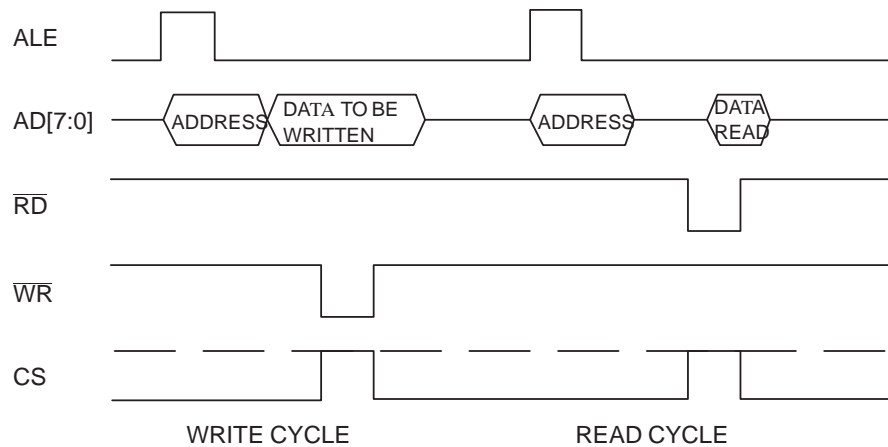 ALE
AD[7:0]
ADDRESS
DATA TO BE
WRITTEN
ADDRESS
DATA
READ
RD
WR
CS
WRITE CYCLE
READ CYCLE